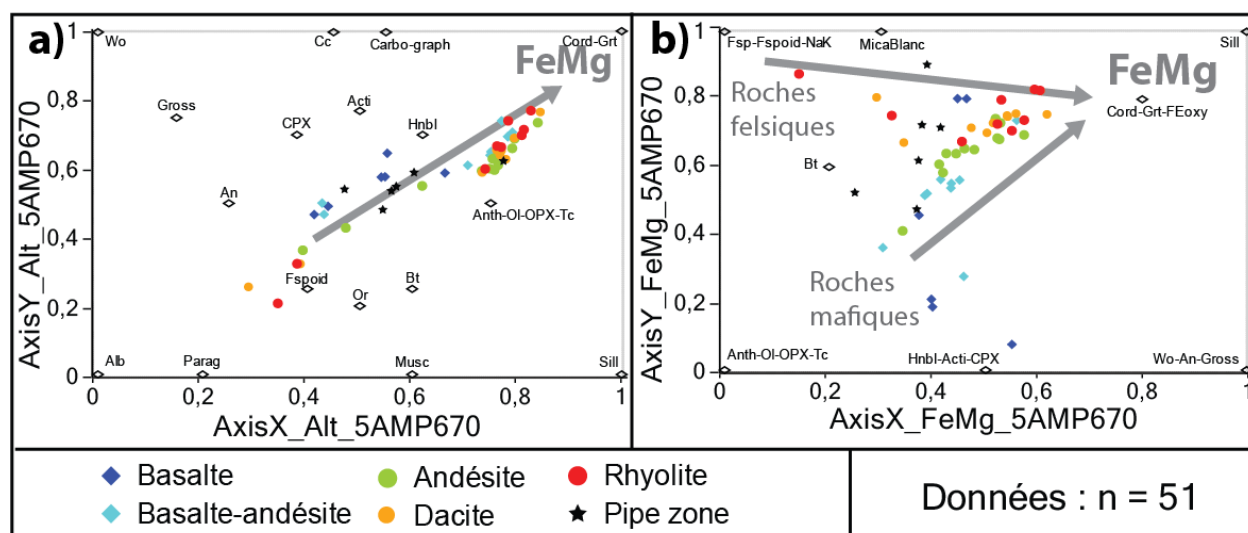 a)
1
Wo
Cc
Carbo-graph
Cord-Grt
FeMg
0,8
Gross
Acti
CPX
Hnbl
0,6
An
Anth-Ol-OPX-Tc
0,4
Fspoid
Bt
Or
0,2
Alb
Parag
Musc
Sill
0
0
0,2
0,4
0,6
0,8
1
AxisY_Alt_5AMP670
AxisX_Alt_5AMP670
b)
1
Fsp-Fspoid-NaK
MicaBlanc
Sill
FeMg
0,8
Roches
felsiques
Cord-Grt-FEoxy
0,6
Bt
0,4
Roches
mafiques
0,2
Anth-Ol-OPX-Tc
Hnbl-Acti-CPX
Wo-An-Gross
0
0
0,2
0,4
0,6
0,8
1
AxisY_FeMg_5AMP670
AxisX_FeMg_5AMP670
Basalte
Andésite
Rhyolite
Basalte-andésite
Dacite
Pipe zone
Données : n = 51